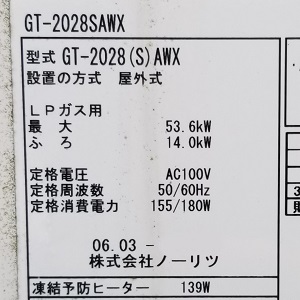 GT-2028SAWX
型式 GT-2028(S)AWX
設置の方式 屋外式
LPガス用
最大 53.6kW
ふろ 14.0kW
定格電圧 AC100V
定格周波数 50/60Hz
定格消費電力 155/180W
06.03 -
株式会社ノーリツ
凍結予防ヒーター 139W